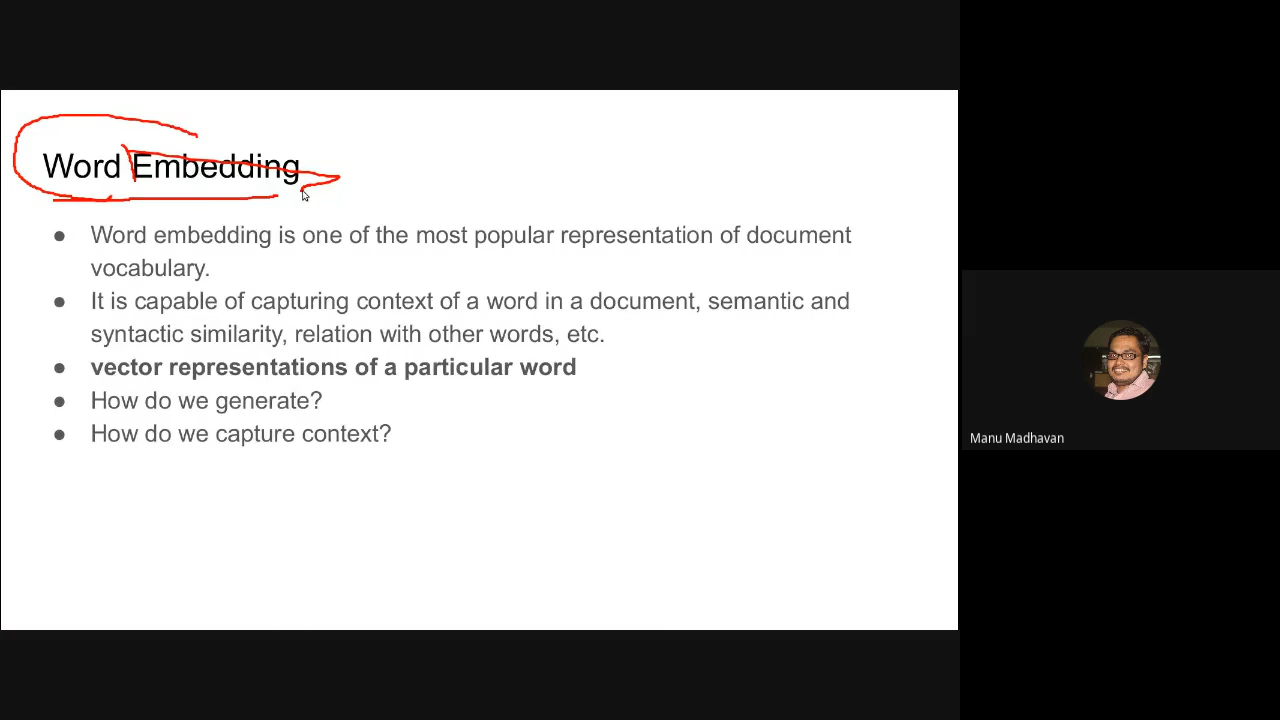 Word Embedding
● Word embedding is one of the most popular representation of document
vocabulary.
● It is capable of capturing context of a word in a document, semantic and
syntactic similarity, relation with other words, etc.
● vector representations of a particular word
● How do we generate?
● How do we capture context?
Manu Madhavan